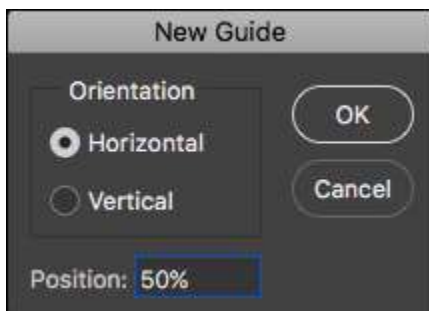 New Guide
Orientation
Horizontal
Vertical
OK
Cancel
Position: 50%